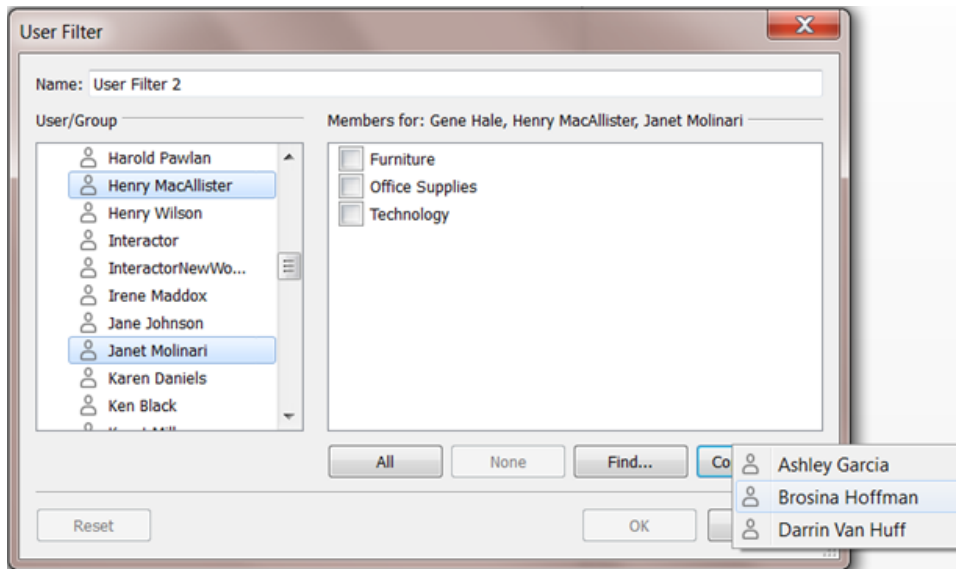 User Filter
Name: User Filter 2
User/Group
Members for: Gene Hale, Henry MacAllister, Janet Molinari
Harold Pawlan
Henry MacAllister
Henry Wilson
Interactor
InteractorNewWo...
Irene Maddox
Jane Johnson
Janet Molinari
Karen Daniels
Ken Black
Furniture
Office Supplies
Technology
All
None
Find...
Co
Ashley Garcia
Brosina Hoffman
Darrin Van Huff
Reset
OK